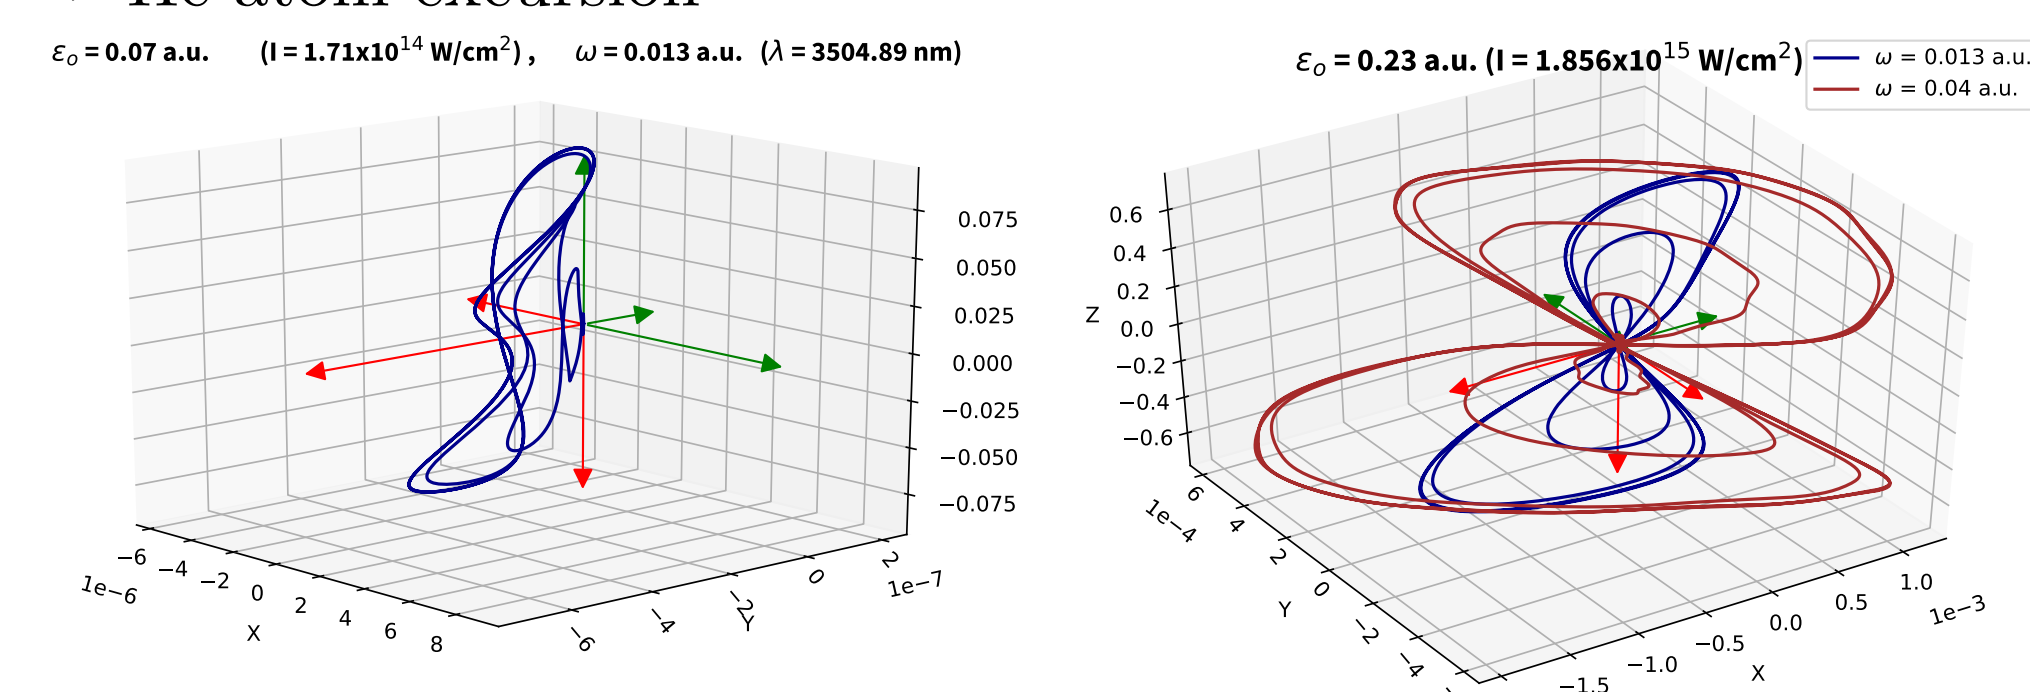 He atom excursion
ε₀ = 0.07 a.u. (I = 1.71x10¹⁴ W/cm²) , ω = 0.013 a.u. (λ = 3504.89 nm)
0.075
0.050
0.025
0.000
−0.025
−0.050
−0.075
−6 −4 −2 0 2 4 6 8
1e−6
X
−6 −4 −2 0 2
1e−7
Y
ε₀ = 0.23 a.u. (I = 1.856x10¹⁵ W/cm²)
ω = 0.013 a.u.
ω = 0.04 a.u.
0.6
0.4
0.2
0.0
−0.2
−0.4
−0.6
Z
6 4 2 0 −2 −4
1e−4
Y
−1.5 −1.0 −0.5 0.0 0.5 1.0
1e−3
X